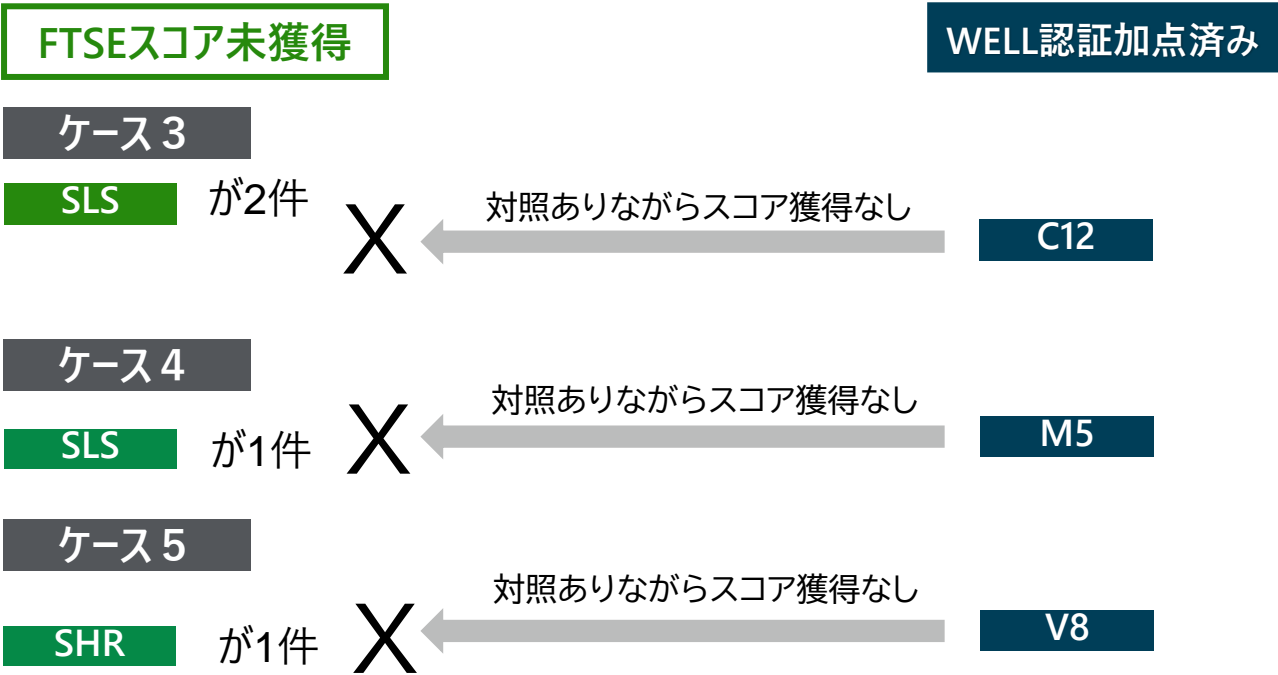 FTSEスコア未獲得
WELL認証加点済み
ケース３
SLS が2件 X 対照ありながらスコア獲得なし C12
ケース４
SLS が1件 X 対照ありながらスコア獲得なし M5
ケース５
SHR が1件 X 対照ありながらスコア獲得なし V8